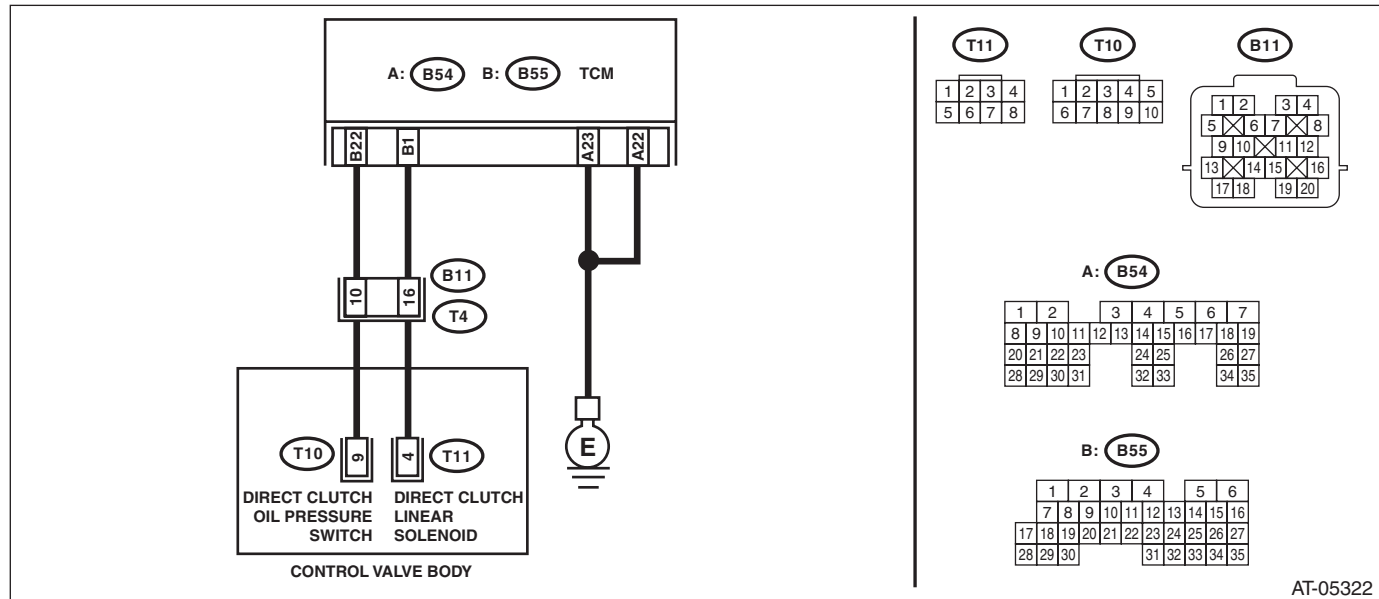 A: B54 B: B55 TCM
B22 B1 A23 A22
10 16
B11
T4
T10 9 4 T11
E
DIRECT CLUTCH OIL PRESSURE SWITCH
DIRECT CLUTCH LINEAR SOLENOID
CONTROL VALVE BODY
T11
1 2 3 4
5 6 7 8
T10
1 2 3 4 5
6 7 8 9 10
B11
1 2 3 4
5 6 7 8
9 10 11 12
13 14 15 16
17 18 19 20
A: B54
1 2 3 4 5 6 7
8 9 10 11 12 13 14 15 16 17 18 19
20 21 22 23 24 25 26 27
28 29 30 31 32 33 34 35
B: B55
1 2 3 4 5 6
7 8 9 10 11 12 13 14 15 16
17 18 19 20 21 22 23 24 25 26 27
28 29 30 31 32 33 34 35
AT-05322